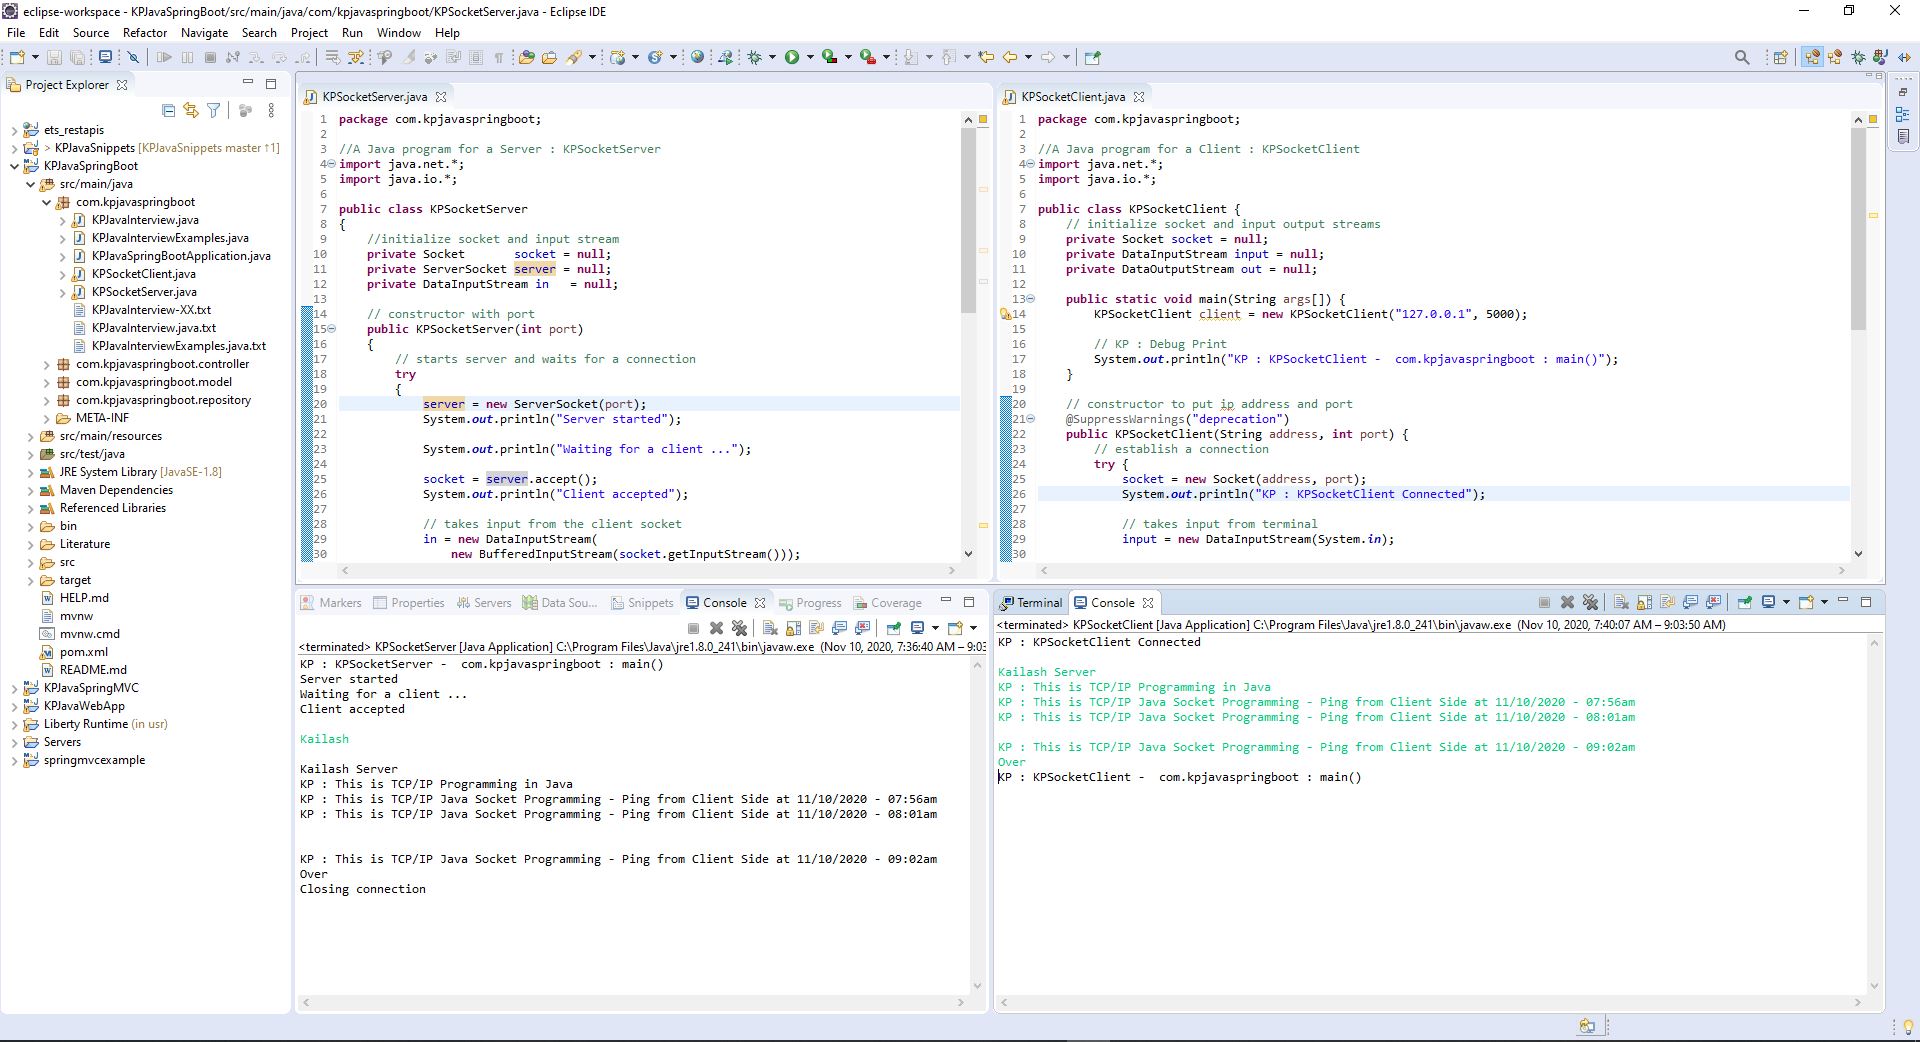 eclipse-workspace - KPJavaSpringBoot/src/main/java/com/kpjavaspringboot/KPSocketServer.java - Eclipse IDE
File Edit Source Refactor Navigate Search Project Run Window Help
Project Explorer
ets_restapis
> KPJavaSnippets [KPJavaSnippets master ↑1]
KPJavaSpringBoot
src/main/java
com.kpjavaspringboot
KPJavaInterview.java
KPJavaInterviewExamples.java
KPJavaSpringBootApplication.java
KPSocketClient.java
KPSocketServer.java
KPJavaInterview-XX.txt
KPJavaInterview.java.txt
KPJavaInterviewExamples.java.txt
com.kpjavaspringboot.controller
com.kpjavaspringboot.model
com.kpjavaspringboot.repository
META-INF
src/main/resources
src/test/java
JRE System Library [JavaSE-1.8]
Maven Dependencies
Referenced Libraries
bin
Literature
src
target
HELP.md
mvnw
mvnw.cmd
pom.xml
README.md
KPJavaSpringMVC
KPJavaWebApp
Liberty Runtime (in usr)
Servers
springmvcexample
KPSocketServer.java
1 package com.kpjavaspringboot;
2
3 //A Java program for a Server : KPSocketServer
4 import java.net.*;
5 import java.io.*;
6
7 public class KPSocketServer
8 {
9 //initialize socket and input stream
10 private Socket socket = null;
11 private ServerSocket server = null;
12 private DataInputStream in = null;
13
14 // constructor with port
15 public KPSocketServer(int port)
16 {
17 // starts server and waits for a connection
18 try
19 {
20 server = new ServerSocket(port);
21 System.out.println("Server started");
22
23 System.out.println("Waiting for a client ...");
24
25 socket = server.accept();
26 System.out.println("Client accepted");
27
28 // takes input from the client socket
29 in = new DataInputStream(
30 new BufferedInputStream(socket.getInputStream()));
KPSocketClient.java
1 package com.kpjavaspringboot;
2
3 //A Java program for a Client : KPSocketClient
4 import java.net.*;
5 import java.io.*;
6
7 public class KPSocketClient {
8 // initialize socket and input output streams
9 private Socket socket = null;
10 private DataInputStream input = null;
11 private DataOutputStream out = null;
12
13 public static void main(String args[]) {
14 KPSocketClient client = new KPSocketClient("127.0.0.1", 5000);
15
16 // KP : Debug Print
17 System.out.println("KP : KPSocketClient - com.kpjavaspringboot : main()");
18 }
19
20 // constructor to put ip address and port
21 @SuppressWarnings("deprecation")
22 public KPSocketClient(String address, int port) {
23 // establish a connection
24 try {
25 socket = new Socket(address, port);
26 System.out.println("KP : KPSocketClient Connected");
27
28 // takes input from terminal
29 input = new DataInputStream(System.in);
30
Markers Properties Servers Data Sou... Snippets Console Progress Coverage
<terminated> KPSocketServer [Java Application] C:\Program Files\Java\jre1.8.0_241\bin\javaw.exe (Nov 10, 2020, 7:36:40 AM – 9:03
KP : KPSocketServer - com.kpjavaspringboot : main()
Server started
Waiting for a client ...
Client accepted
Kailash
Kailash Server
KP : This is TCP/IP Programming in Java
KP : This is TCP/IP Java Socket Programming - Ping from Client Side at 11/10/2020 - 07:56am
KP : This is TCP/IP Java Socket Programming - Ping from Client Side at 11/10/2020 - 08:01am
KP : This is TCP/IP Java Socket Programming - Ping from Client Side at 11/10/2020 - 09:02am
Over
Closing connection
Terminal Console
<terminated> KPSocketClient [Java Application] C:\Program Files\Java\jre1.8.0_241\bin\javaw.exe (Nov 10, 2020, 7:40:07 AM – 9:03:50 AM)
KP : KPSocketClient Connected
Kailash Server
KP : This is TCP/IP Programming in Java
KP : This is TCP/IP Java Socket Programming - Ping from Client Side at 11/10/2020 - 07:56am
KP : This is TCP/IP Java Socket Programming - Ping from Client Side at 11/10/2020 - 08:01am
KP : This is TCP/IP Java Socket Programming - Ping from Client Side at 11/10/2020 - 09:02am
Over
KP : KPSocketClient - com.kpjavaspringboot : main()